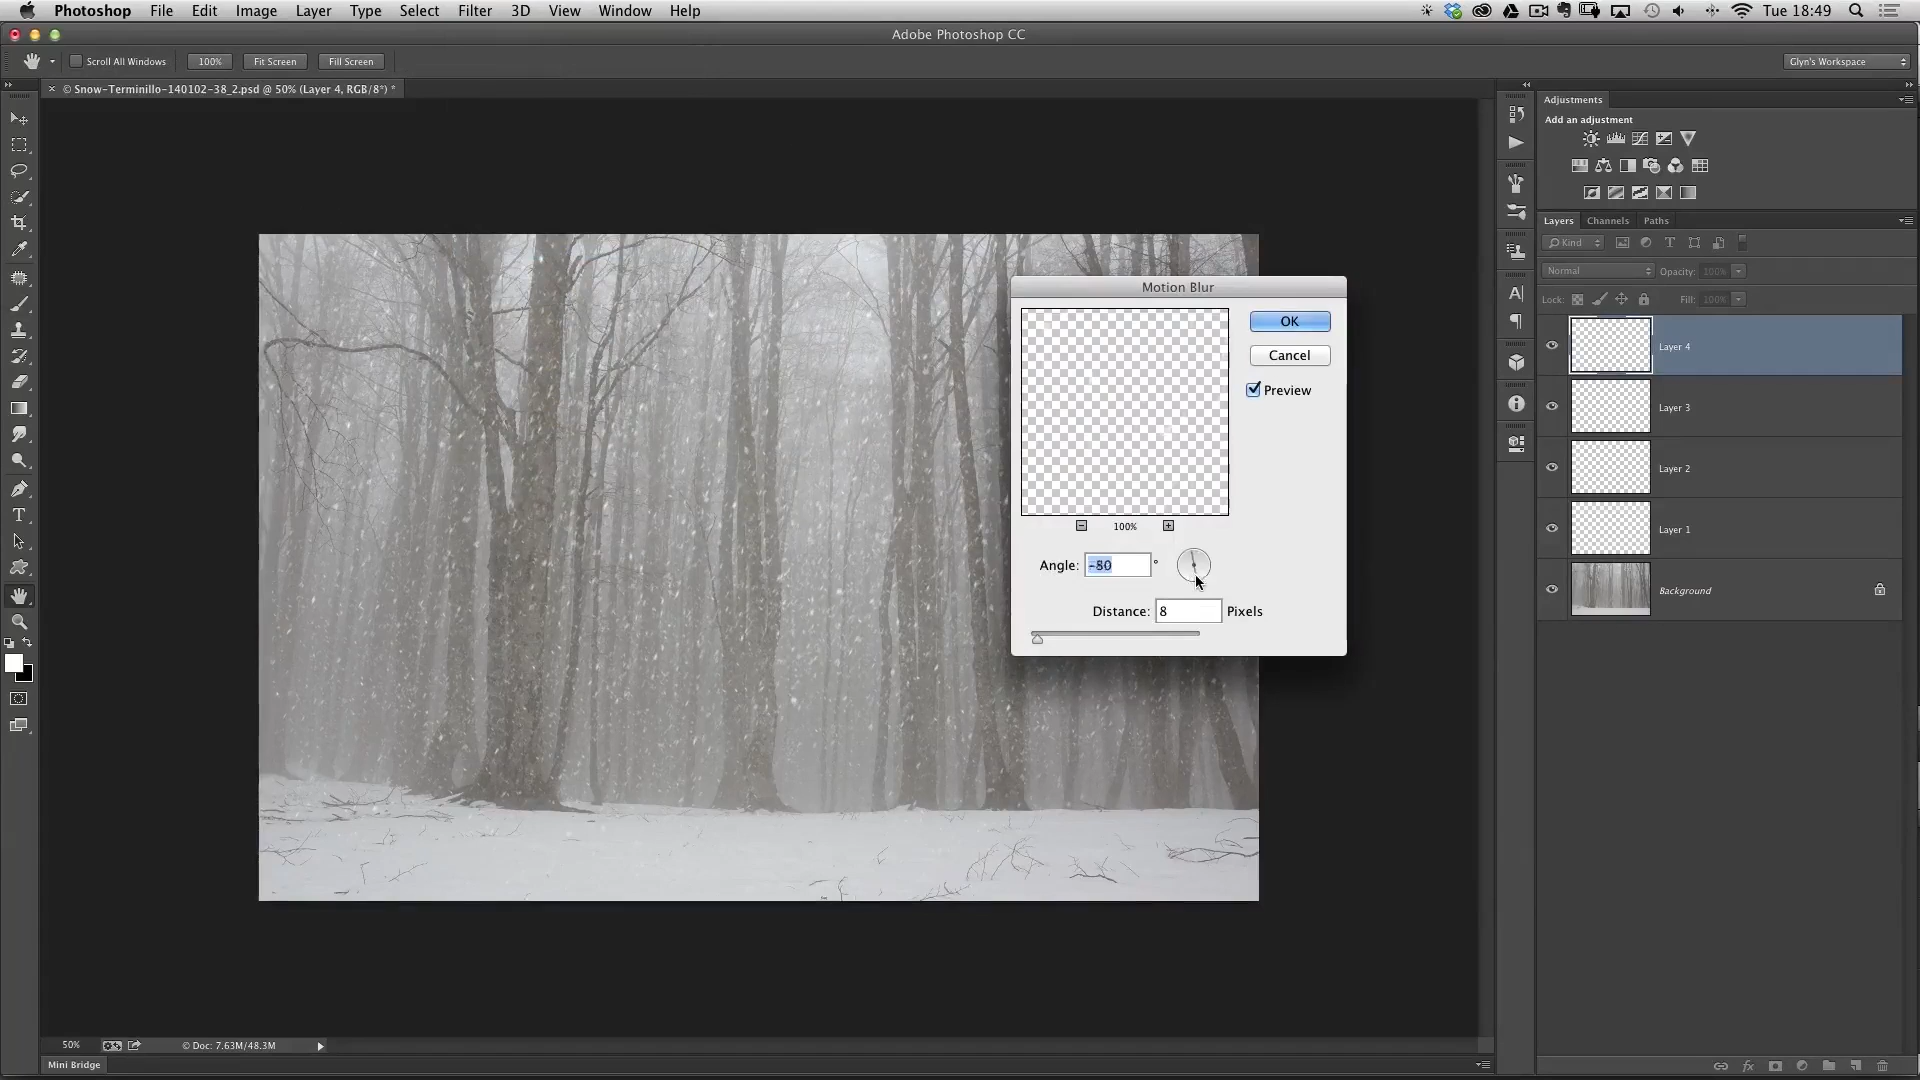 Photoshop File Edit Image Layer Type Select Filter 3D View Window Help Tue 18:49
Adobe Photoshop CC
Scroll All Windows 100% Fit Screen Fill Screen Glyn's Workspace
© Snow-Terminillo-140102-38_2.psd @ 50% (Layer 4, RGB/8*) *
Adjustments
Add an adjustment
Layers Channels Paths
Kind
Normal Opacity: 100%
Lock: Fill: 100%
Layer 4
Layer 3
Layer 2
Layer 1
Background
Motion Blur
OK
Cancel
Preview
100%
Angle: -80 °
Distance: 8 Pixels
50% © Doc: 7.63M/48.3M
Mini Bridge